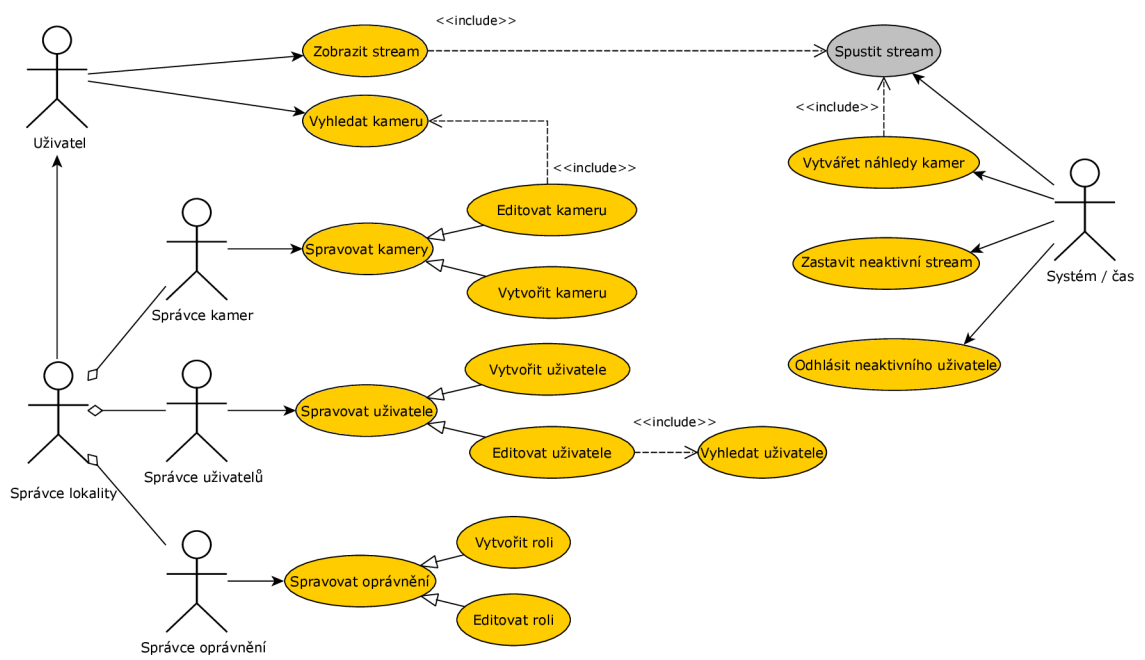 <<include>>
Zobrazit stream
Spustit stream
<<include>>
Vyhledat kameru
Uživatel
Vytvářet náhledy kamer
<<include>>
Editovat kameru
Spravovat kamery
Zastavit neaktivní stream
Systém / čas
Vytvořit kameru
Správce kamer
Odhlásit neaktivního uživatele
Vytvořit uživatele
Spravovat uživatele
<<include>>
Editovat uživatele
Vyhledat uživatele
Správce uživatelů
Správce lokality
Vytvořit roli
Spravovat oprávnění
Editovat roli
Správce oprávnění